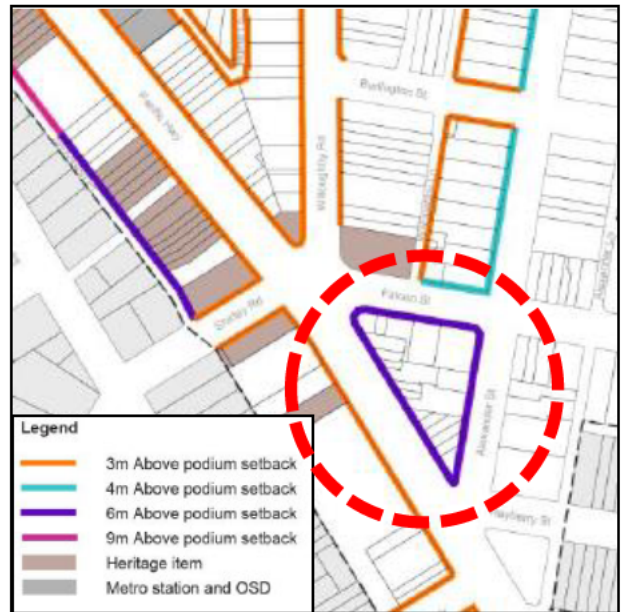 Burlington St
Pacific Hwy
Willoughby Rd
Falcon St
Shirley Rd
Alexander St
Legend
3m Above podium setback
4m Above podium setback
6m Above podium setback
9m Above podium setback
Heritage item
Metro station and OSD